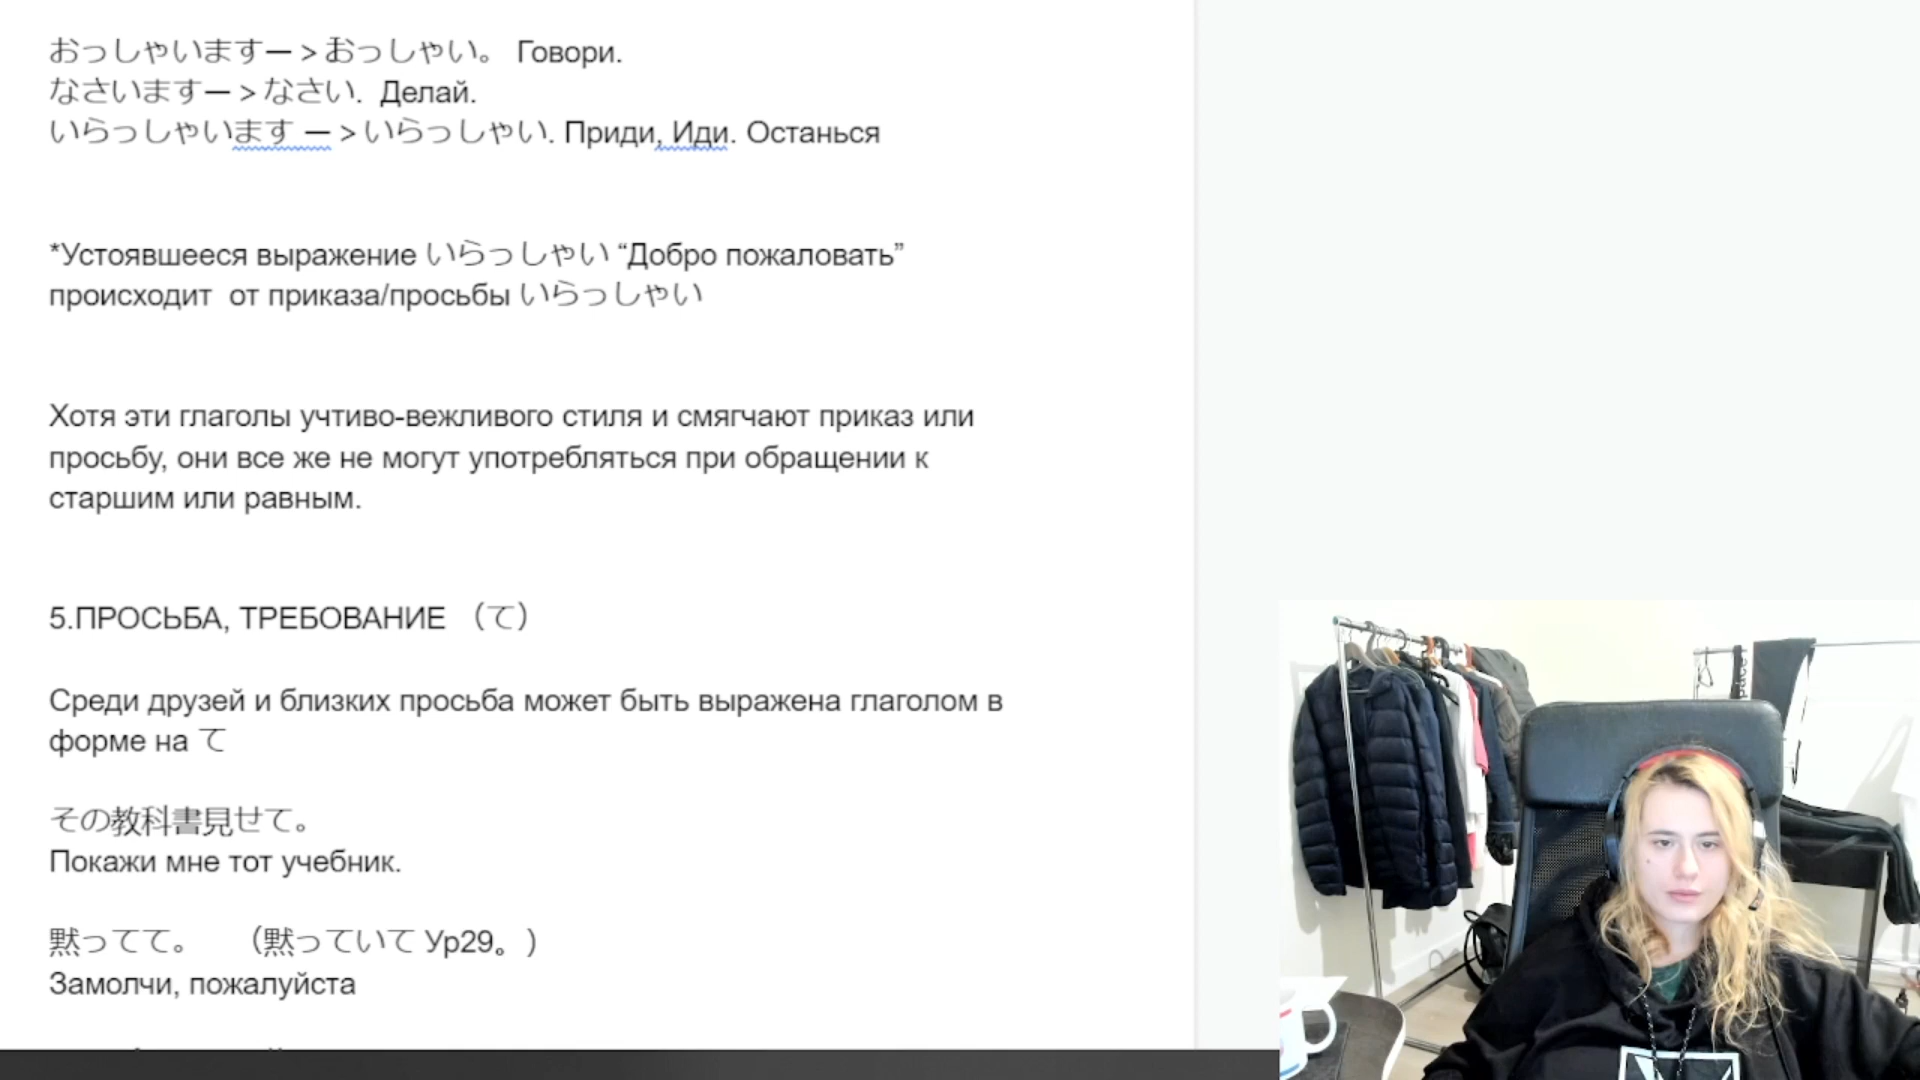 おっしゃいますー＞おっしゃい。 Говори.
なさいますー＞なさい. Делай.
いらっしゃいます ー＞いらっしゃい. Приди, Иди. Останься
*Устоявшееся выражение いらっしゃい “Добро пожаловать”
происходит от приказа/просьбы いらっしゃい
Хотя эти глаголы учтиво-вежливого стиля и смягчают приказ или
просьбу, они все же не могут употребляться при обращении к
старшим или равным.
5.ПРОСЬБА, ТРЕБОВАНИЕ （て）
Среди друзей и близких просьба может быть выражена глаголом в
форме на て
その教科書見せて。
Покажи мне тот учебник.
黙ってて。 （黙っていて Ур29。)
Замолчи, пожалуйста